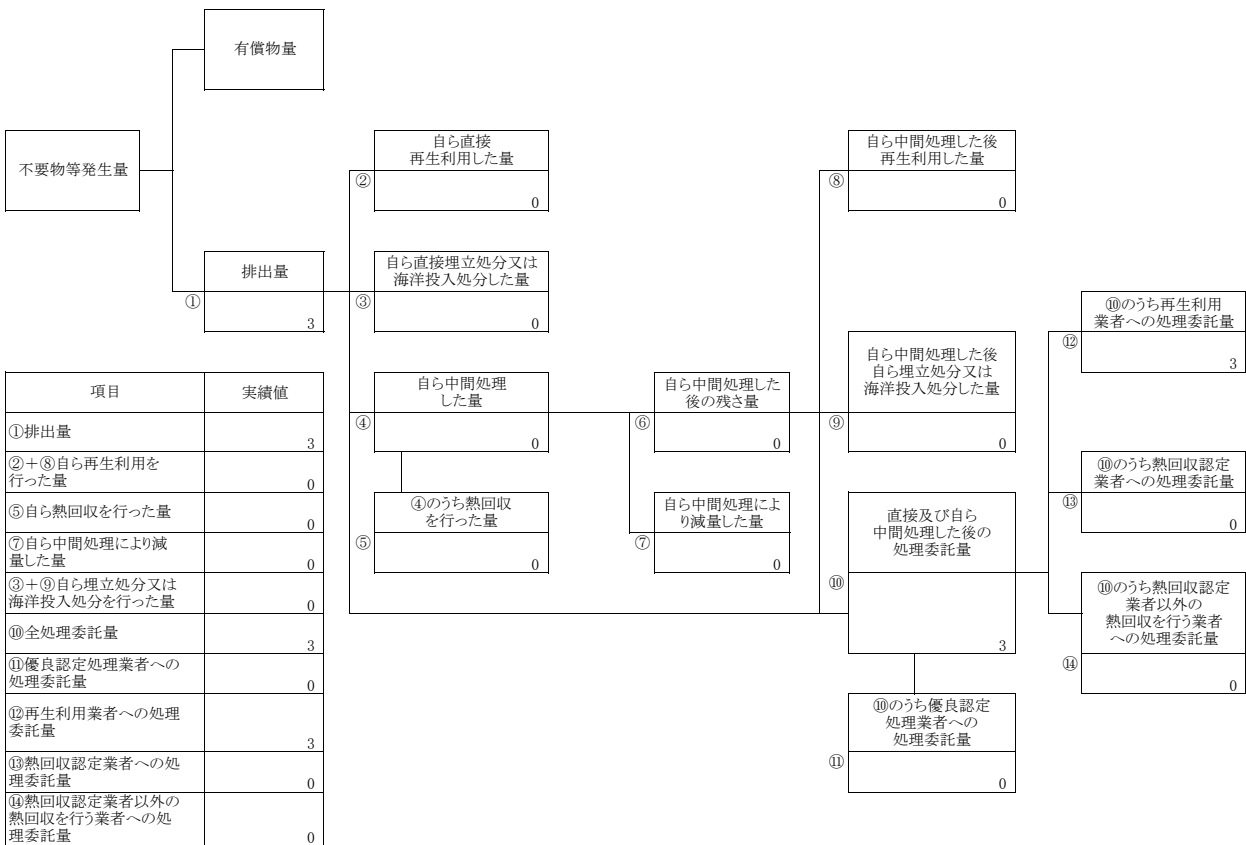 有償物量
不要物等発生量
自ら直接
再生利用した量
②
0
自ら中間処理した後
再生利用した量
⑧
0
排出量
①
3
自ら直接埋立処分又は
海洋投入処分した量
③
0
⑩のうち再生利用
業者への処理委託量
⑫
3
自ら中間処理
した量
④
0
自ら中間処理した
後の残さ量
⑥
0
自ら中間処理した後
自ら埋立処分又は
海洋投入処分した量
⑨
0
⑩のうち熱回収認定
業者への処理委託量
⑬
0
④のうち熱回収
を行った量
⑤
0
自ら中間処理によ
り減量した量
⑦
0
直接及び自ら
中間処理した後の
処理委託量
⑩
3
⑩のうち熱回収認定
業者以外の
熱回収を行う業者
への処理委託量
⑭
0
⑩のうち優良認定
処理業者への
処理委託量
⑪
0
項目 実績値
①排出量
3
②+⑧自ら再生利用を
行った量
0
⑤自ら熱回収を行った量
0
⑦自ら中間処理により減
量した量
0
③+⑨自ら埋立処分又は
海洋投入処分を行った量
0
⑩全処理委託量
3
⑪優良認定処理業者への
処理委託量
0
⑫再生利用業者への処理
委託量
3
⑬熱回収認定業者への処
理委託量
0
⑭熱回収認定業者以外の
熱回収を行う業者への処
理委託量
0